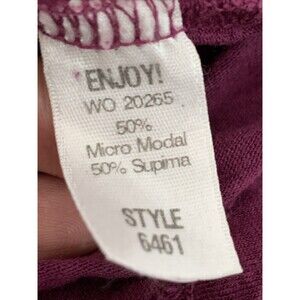 ENJOY!
WO 20265
50%
Micro Modal
50% Supima
STYLE
6461